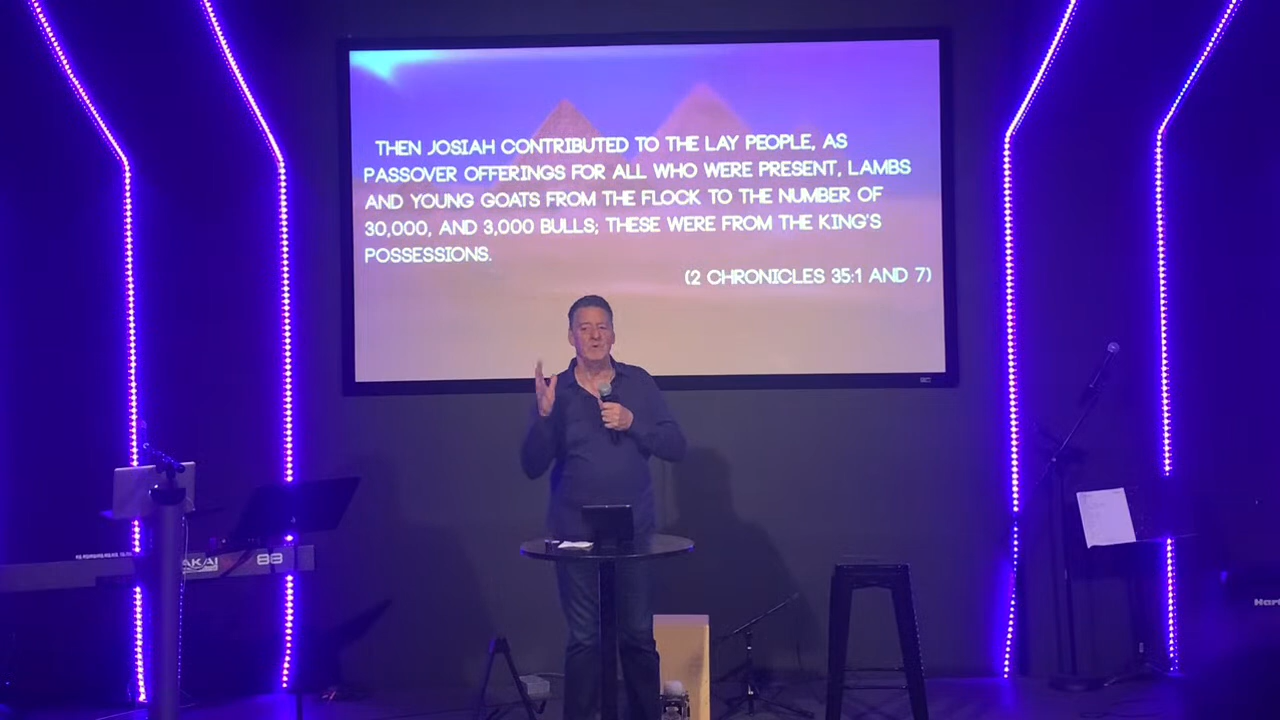 THEN JOSIAH CONTRIBUTED TO THE LAY PEOPLE, AS
PASSOVER OFFERINGS FOR ALL WHO WERE PRESENT, LAMBS
AND YOUNG GOATS FROM THE FLOCK TO THE NUMBER OF
30,000, AND 3,000 BULLS; THESE WERE FROM THE KING'S
POSSESSIONS.
(2 CHRONICLES 35:1 AND 7)
AKAI
88
Hart